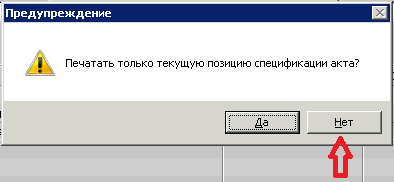 Предупреждение
Печатать только текущую позицию спецификации акта?
Да
Нет